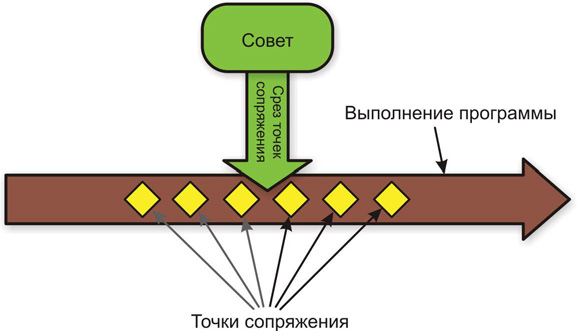 Совет
Срез точек
сопряжения
Выполнение программы
Точки сопряжения